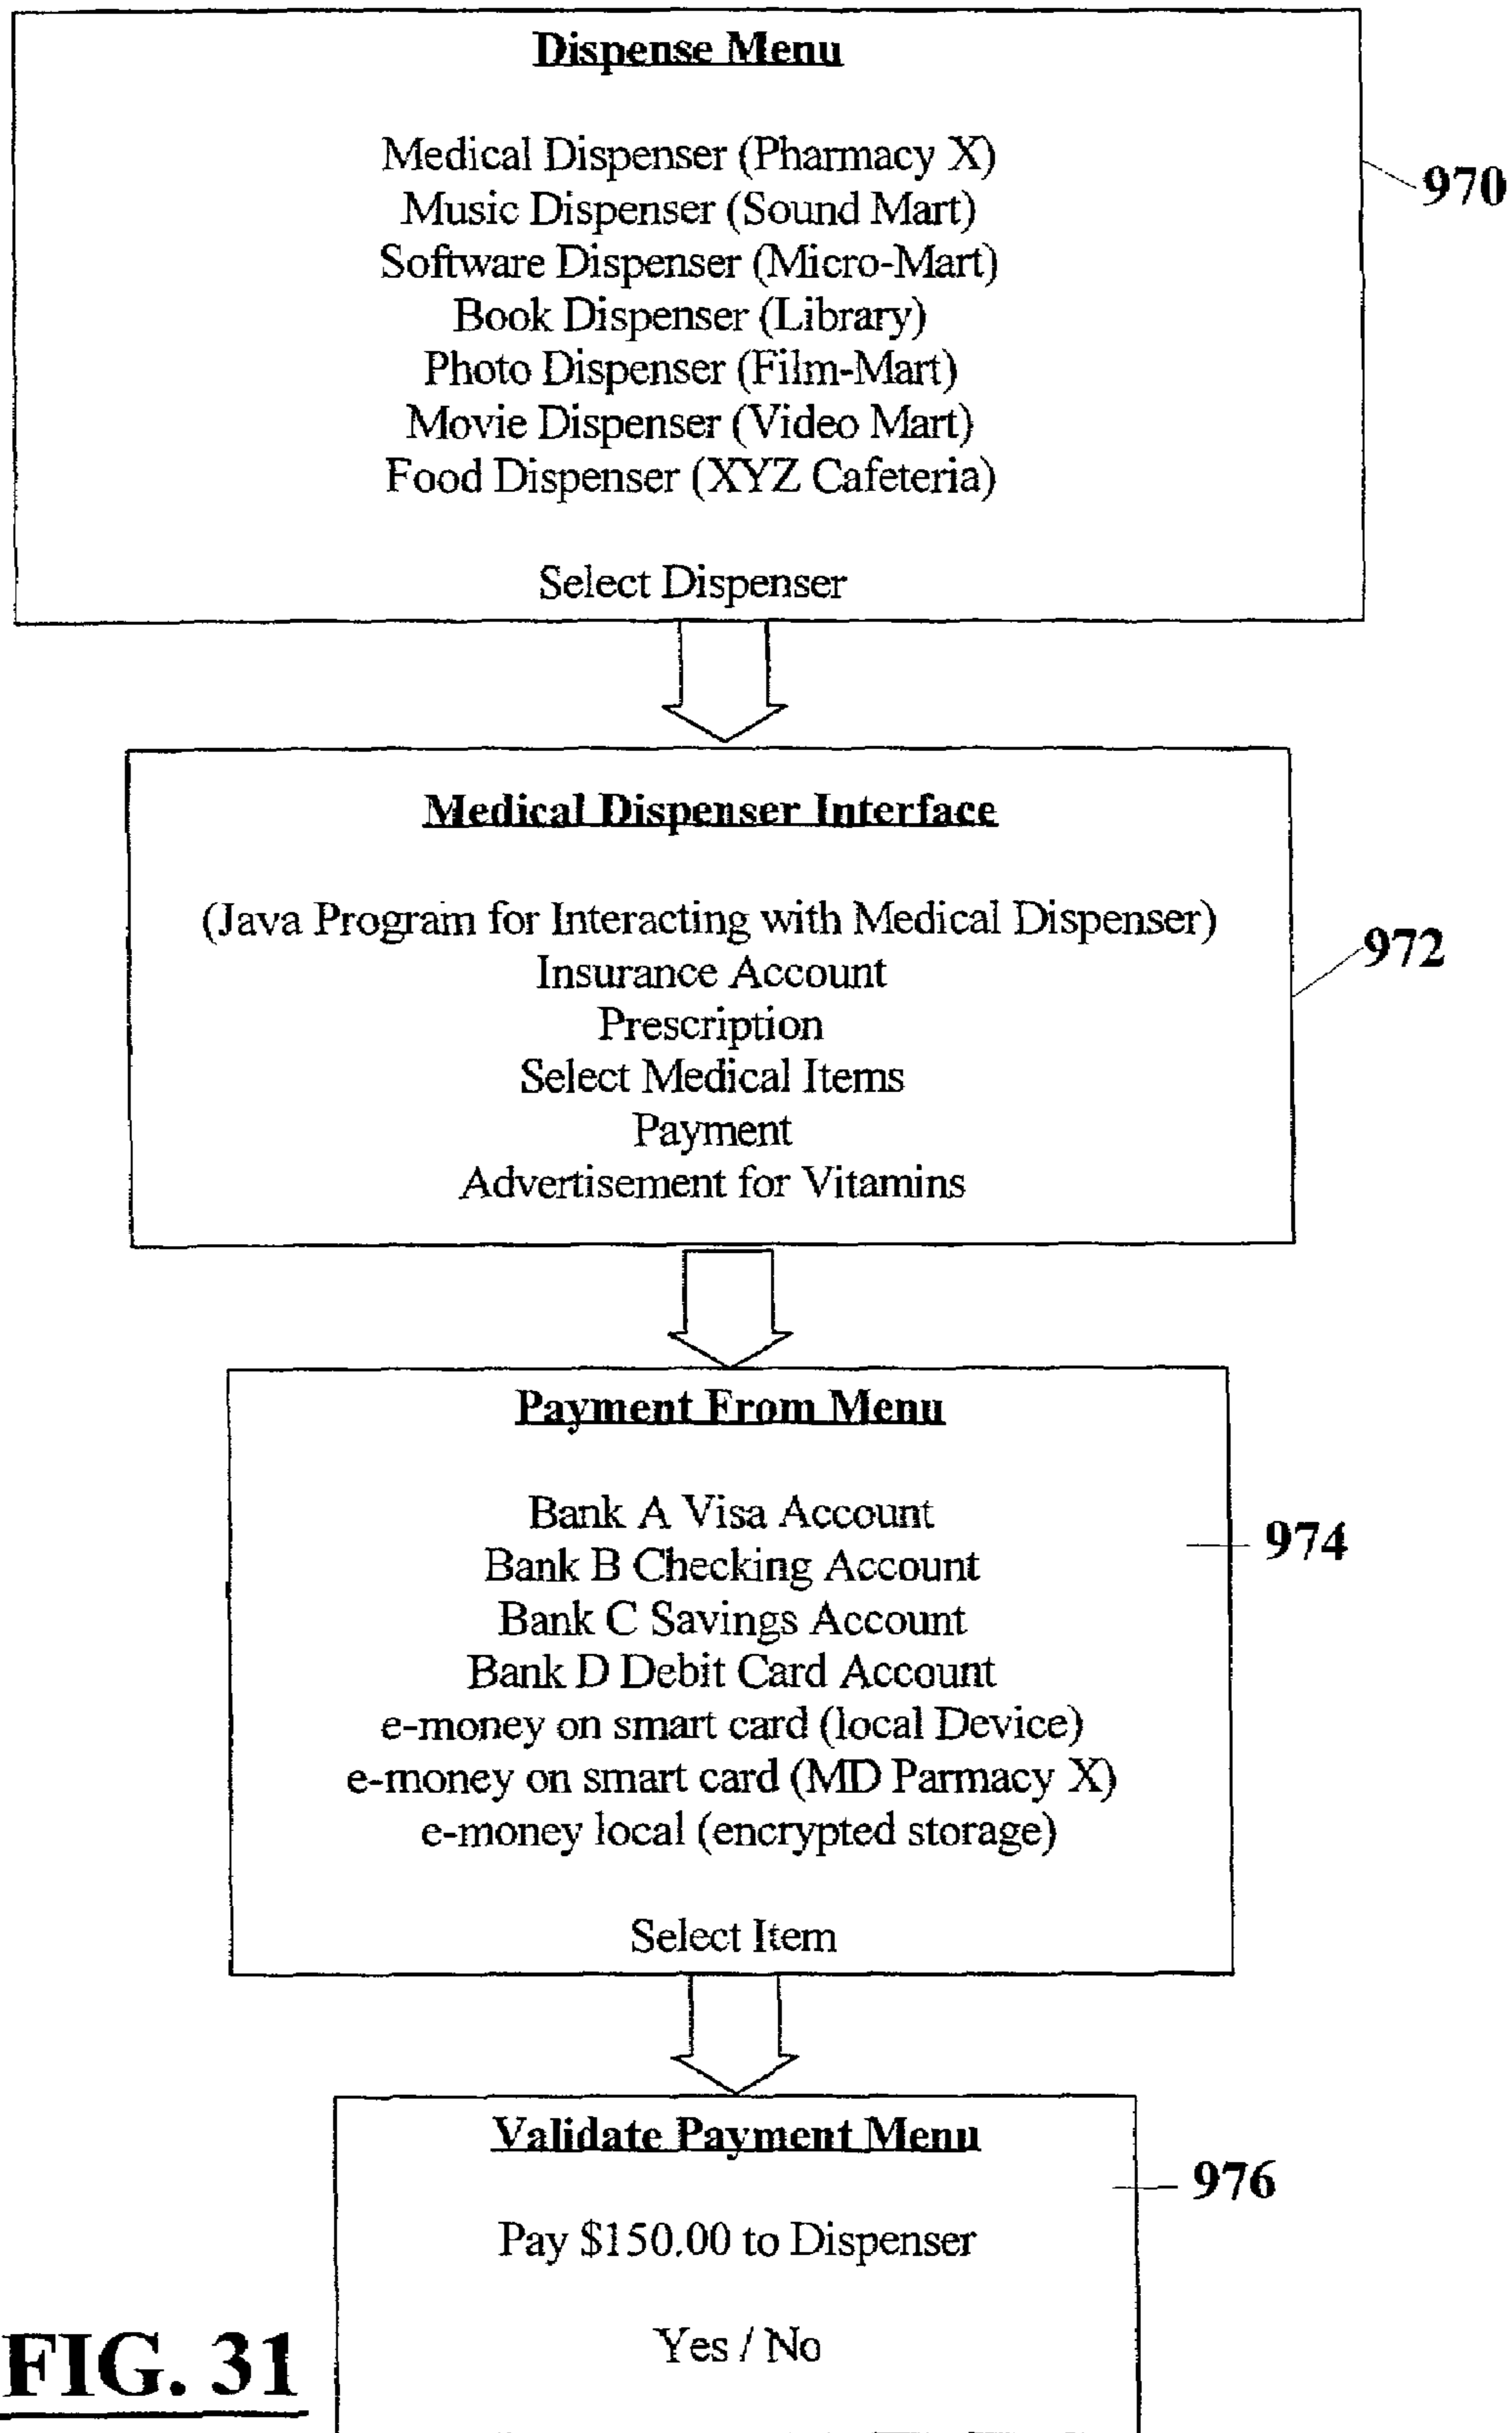 Dispense Menu
Medical Dispenser (Pharmacy X)
Music Dispenser (Sound Mart)
Software Dispenser (Micro-Mart)
Book Dispenser (Library)
Photo Dispenser (Film-Mart)
Movie Dispenser (Video Mart)
Food Dispenser (XYZ Cafeteria)
Select Dispenser
970
Medical Dispenser Interface
(Java Program for Interacting with Medical Dispenser)
Insurance Account
Prescription
Select Medical Items
Payment
Advertisement for Vitamins
972
Payment From Menu
Bank A Visa Account
Bank B Checking Account
Bank C Savings Account
Bank D Debit Card Account
e-money on smart card (local Device)
e-money on smart card (MD Parmacy X)
e-money local (encrypted storage)
Select Item
974
Validate Payment Menu
Pay $150.00 to Dispenser
Yes / No
976
FIG. 31